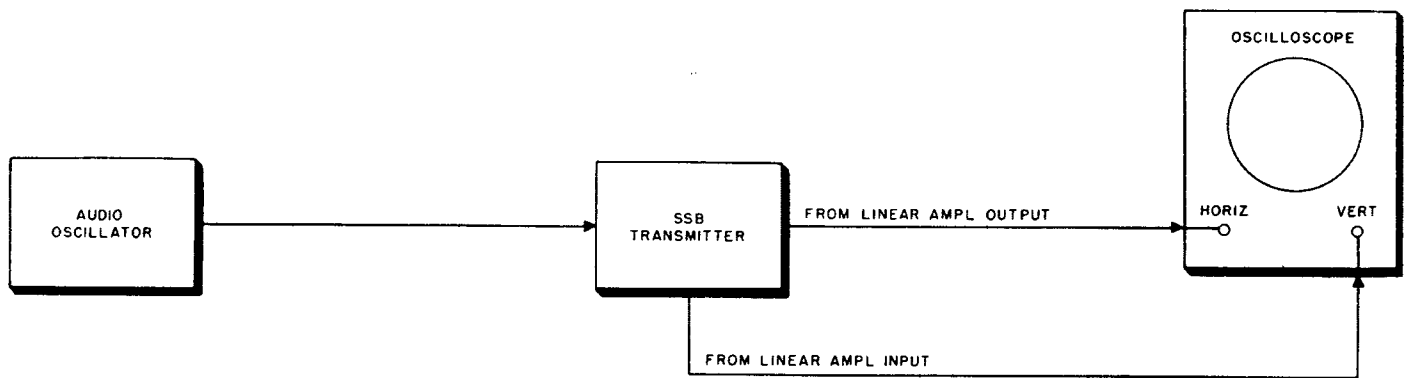 OSCILLOSCOPE
AUDIO
OSCILLATOR
SSB
TRANSMITTER
FROM LINEAR AMPL OUTPUT
HORIZ
VERT
FROM LINEAR AMPL INPUT